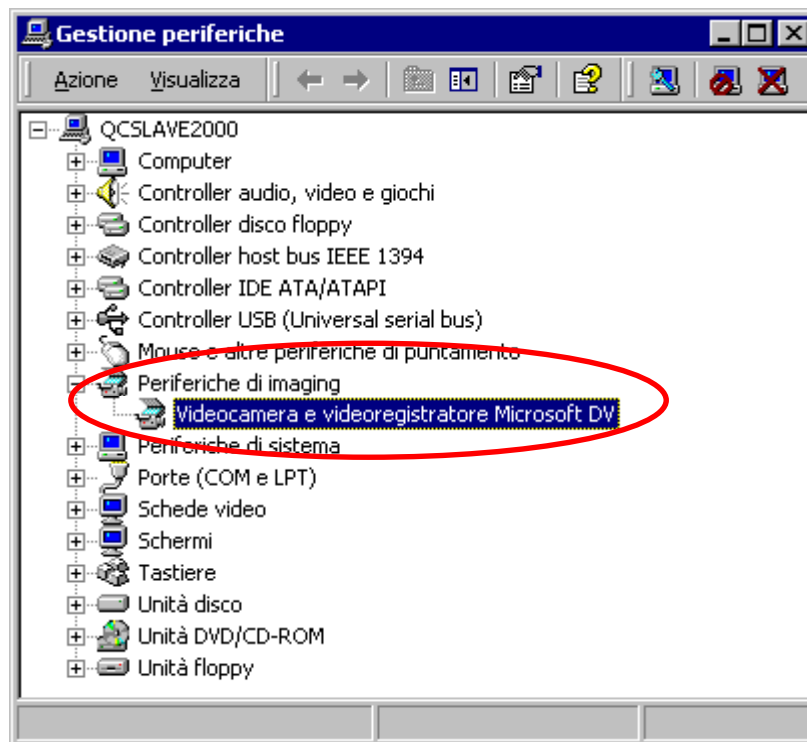 Gestione periferiche
Azione Visualizza
QCSLAVE2000
Computer
Controller audio, video e giochi
Controller disco floppy
Controller host bus IEEE 1394
Controller IDE ATA/ATAPI
Controller USB (Universal serial bus)
Mouse e altre periferiche di puntamento
Periferiche di imaging
Videocamera e videoregistratore Microsoft DV
Periferiche di sistema
Porte (COM e LPT)
Schede video
Schermi
Tastiere
Unità disco
Unità DVD/CD-ROM
Unità floppy